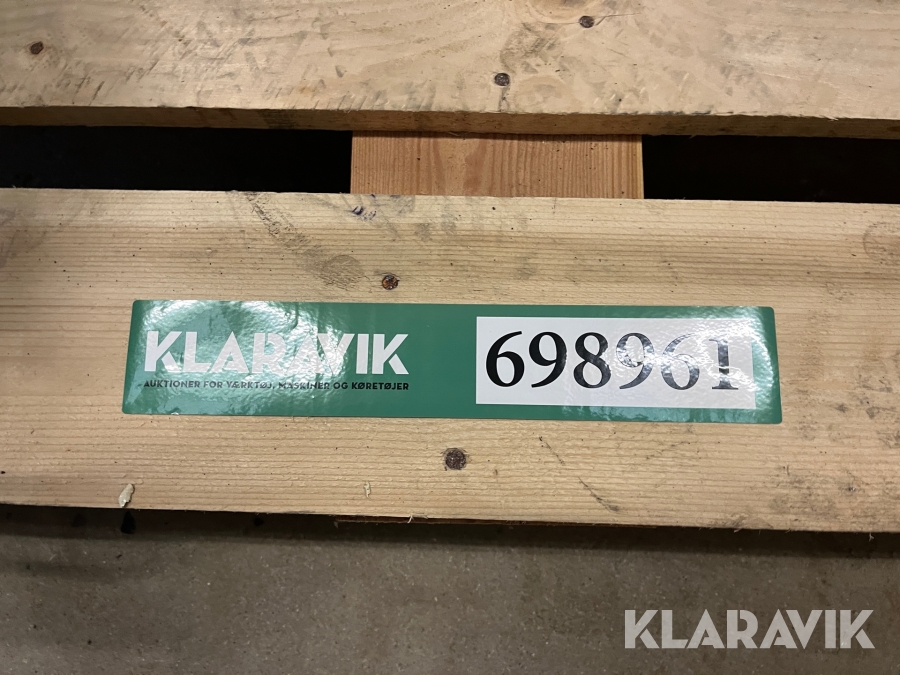 KLARAVIK
AUKTIONER FOR VÆRKTØJ, MASKINER OG KØRETØJER
698961
KLARAVIK